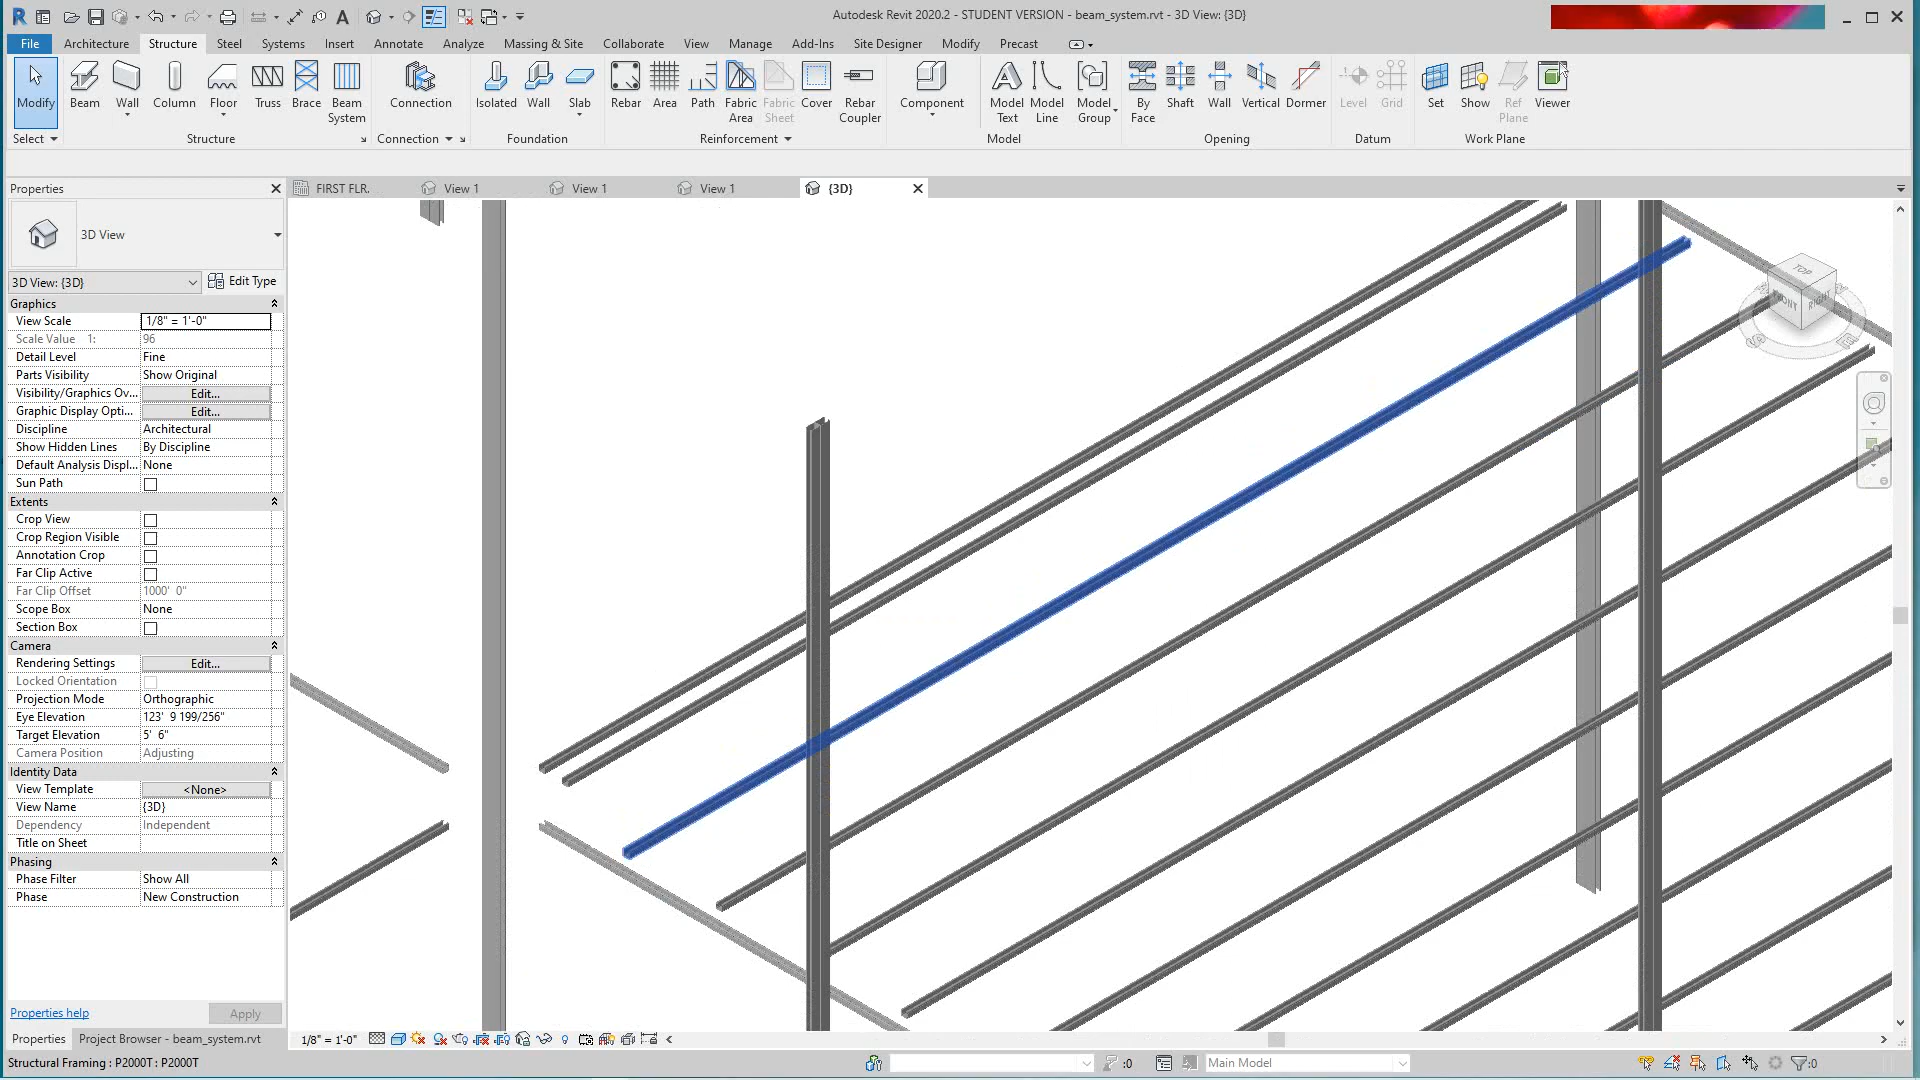 Autodesk Revit 2020.2 - STUDENT VERSION - beam_system.rvt - 3D View: {3D}
File Architecture Structure Steel Systems Insert Annotate Analyze Massing & Site Collaborate View Manage Add-Ins Site Designer Modify Precast
Modify Beam Wall Column Floor Truss Brace Beam System Connection Isolated Wall Slab Rebar Area Path Fabric Area Fabric Sheet Cover Rebar Coupler Component Model Text Model Line Model Group By Face Shaft Wall Vertical Dormer Level Grid Set Show Ref Plane Viewer
Select Structure Connection Foundation Reinforcement Model Opening Datum Work Plane
Properties
FIRST FLR. View 1 View 1 View 1 {3D}
3D View
3D View: {3D} Edit Type
Graphics
View Scale 1/8" = 1'-0"
Scale Value 1: 96
Detail Level Fine
Parts Visibility Show Original
Visibility/Graphics Ov... Edit...
Graphic Display Opti... Edit...
Discipline Architectural
Show Hidden Lines By Discipline
Default Analysis Displ... None
Sun Path
Extents
Crop View
Crop Region Visible
Annotation Crop
Far Clip Active
Far Clip Offset 1000' 0"
Scope Box None
Section Box
Camera
Rendering Settings Edit...
Locked Orientation
Projection Mode Orthographic
Eye Elevation 123' 9 199/256"
Target Elevation 5' 6"
Camera Position Adjusting
Identity Data
View Template <None>
View Name {3D}
Dependency Independent
Title on Sheet
Phasing
Phase Filter Show All
Phase New Construction
TOP
FRONT RIGHT
S E
Properties help Apply
Properties Project Browser - beam_system.rvt 1/8" = 1'-0"
Structural Framing : P2000T : P2000T :0 Main Model :0